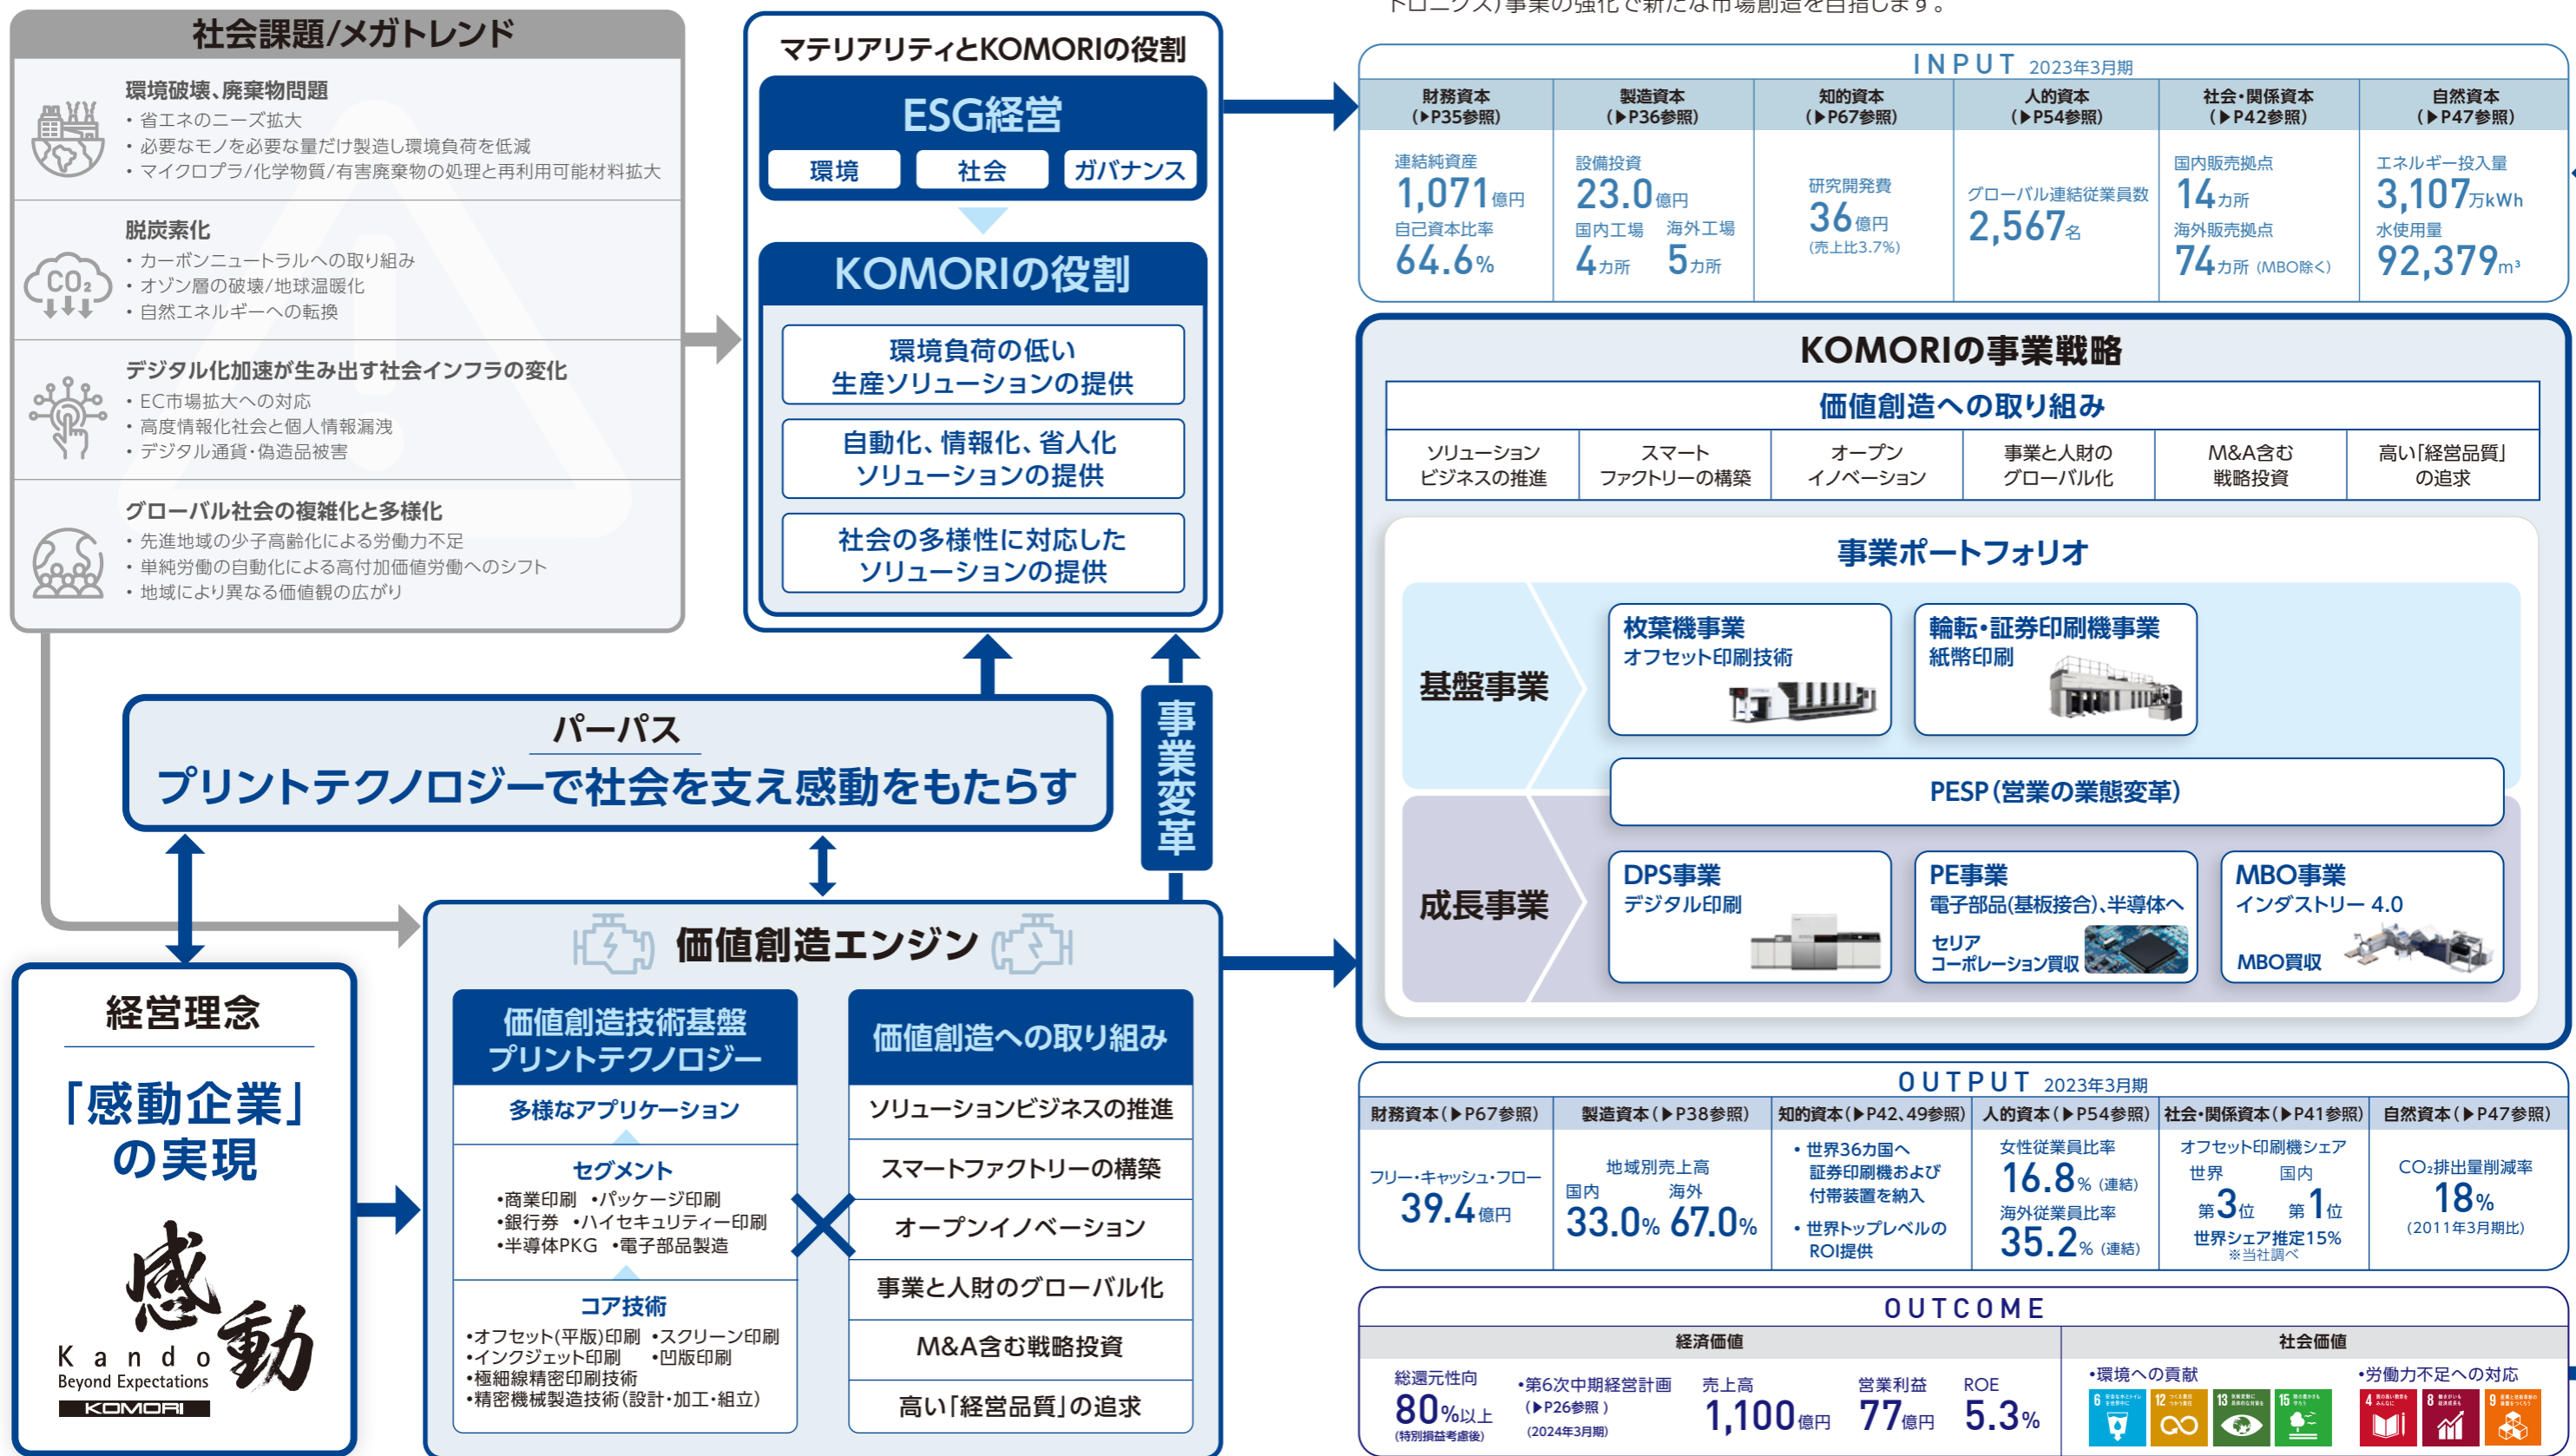 トロニクス)事業の強化で新たな市場創造を目指します。
社会課題/メガトレンド
環境破壊、廃棄物問題
・省エネのニーズ拡大
・必要なモノを必要な量だけ製造し環境負荷を低減
・マイクロプラ/化学物質/有害廃棄物の処理と再利用可能材料拡大
CO₂
脱炭素化
・カーボンニュートラルへの取り組み
・オゾン層の破壊/地球温暖化
・自然エネルギーへの転換
デジタル化加速が生み出す社会インフラの変化
・EC市場拡大への対応
・高度情報化社会と個人情報漏洩
・デジタル通貨・偽造品被害
グローバル社会の複雑化と多様化
・先進地域の少子高齢化による労働力不足
・単純労働の自動化による高付加価値労働へのシフト
・地域により異なる価値観の広がり
マテリアリティとKOMORIの役割
ESG経営
環境 社会 ガバナンス
KOMORIの役割
環境負荷の低い
生産ソリューションの提供
自動化、情報化、省人化
ソリューションの提供
社会の多様性に対応した
ソリューションの提供
パーパス
プリントテクノロジーで社会を支え感動をもたらす
事業変革
経営理念
「感動企業」
の実現
感動
Kando
Beyond Expectations
KOMORI
価値創造エンジン
価値創造技術基盤
プリントテクノロジー
多様なアプリケーション
セグメント
•商業印刷 •パッケージ印刷
•銀行券 •ハイセキュリティー印刷
•半導体PKG •電子部品製造
コア技術
•オフセット(平版)印刷 •スクリーン印刷
•インクジェット印刷 •凹版印刷
•極細線精密印刷技術
•精密機械製造技術(設計・加工・組立)
価値創造への取り組み
ソリューションビジネスの推進
スマートファクトリーの構築
オープンイノベーション
事業と人財のグローバル化
M&A含む戦略投資
高い「経営品質」の追求
INPUT 2023年3月期
財務資本
(▶P35参照)
連結純資産
1,071億円
自己資本比率
64.6%
製造資本
(▶P36参照)
設備投資
23.0億円
国内工場 海外工場
4カ所 5カ所
知的資本
(▶P67参照)
研究開発費
36億円
(売上比3.7%)
人的資本
(▶P54参照)
グローバル連結従業員数
2,567名
社会・関係資本
(▶P42参照)
国内販売拠点
14カ所
海外販売拠点
74カ所 (MBO除く)
自然資本
(▶P47参照)
エネルギー投入量
3,107万kWh
水使用量
92,379m³
KOMORIの事業戦略
価値創造への取り組み
ソリューション
ビジネスの推進
スマート
ファクトリーの構築
オープン
イノベーション
事業と人財の
グローバル化
M&A含む
戦略投資
高い「経営品質」
の追求
事業ポートフォリオ
基盤事業
枚葉機事業
オフセット印刷技術
輪転・証券印刷機事業
紙幣印刷
PESP(営業の業態変革)
成長事業
DPS事業
デジタル印刷
PE事業
電子部品(基板接合)、半導体へ
セリア
コーポレーション買収
MBO事業
インダストリー 4.0
MBO買収
OUTPUT 2023年3月期
財務資本(▶P67参照)
フリー・キャッシュ・フロー
39.4億円
製造資本(▶P38参照)
地域別売上高
国内 海外
33.0% 67.0%
知的資本(▶P42、49参照)
・世界36カ国へ
証券印刷機および
付帯装置を納入
・世界トップレベルの
ROI提供
人的資本(▶P54参照)
女性従業員比率
16.8%(連結)
海外従業員比率
35.2%(連結)
社会・関係資本(▶P41参照)
オフセット印刷機シェア
世界 国内
第3位 第1位
世界シェア推定15%
※当社調べ
自然資本(▶P47参照)
CO₂排出量削減率
18%
(2011年3月期比)
OUTCOME
経済価値
総還元性向
80%以上
(特別損益考慮後)
•第6次中期経営計画
(▶P26参照)
(2024年3月期)
売上高
1,100億円
営業利益
77億円
ROE
5.3%
社会価値
•環境への貢献
6 12 13 15
•労働力不足への対応
4 8 9